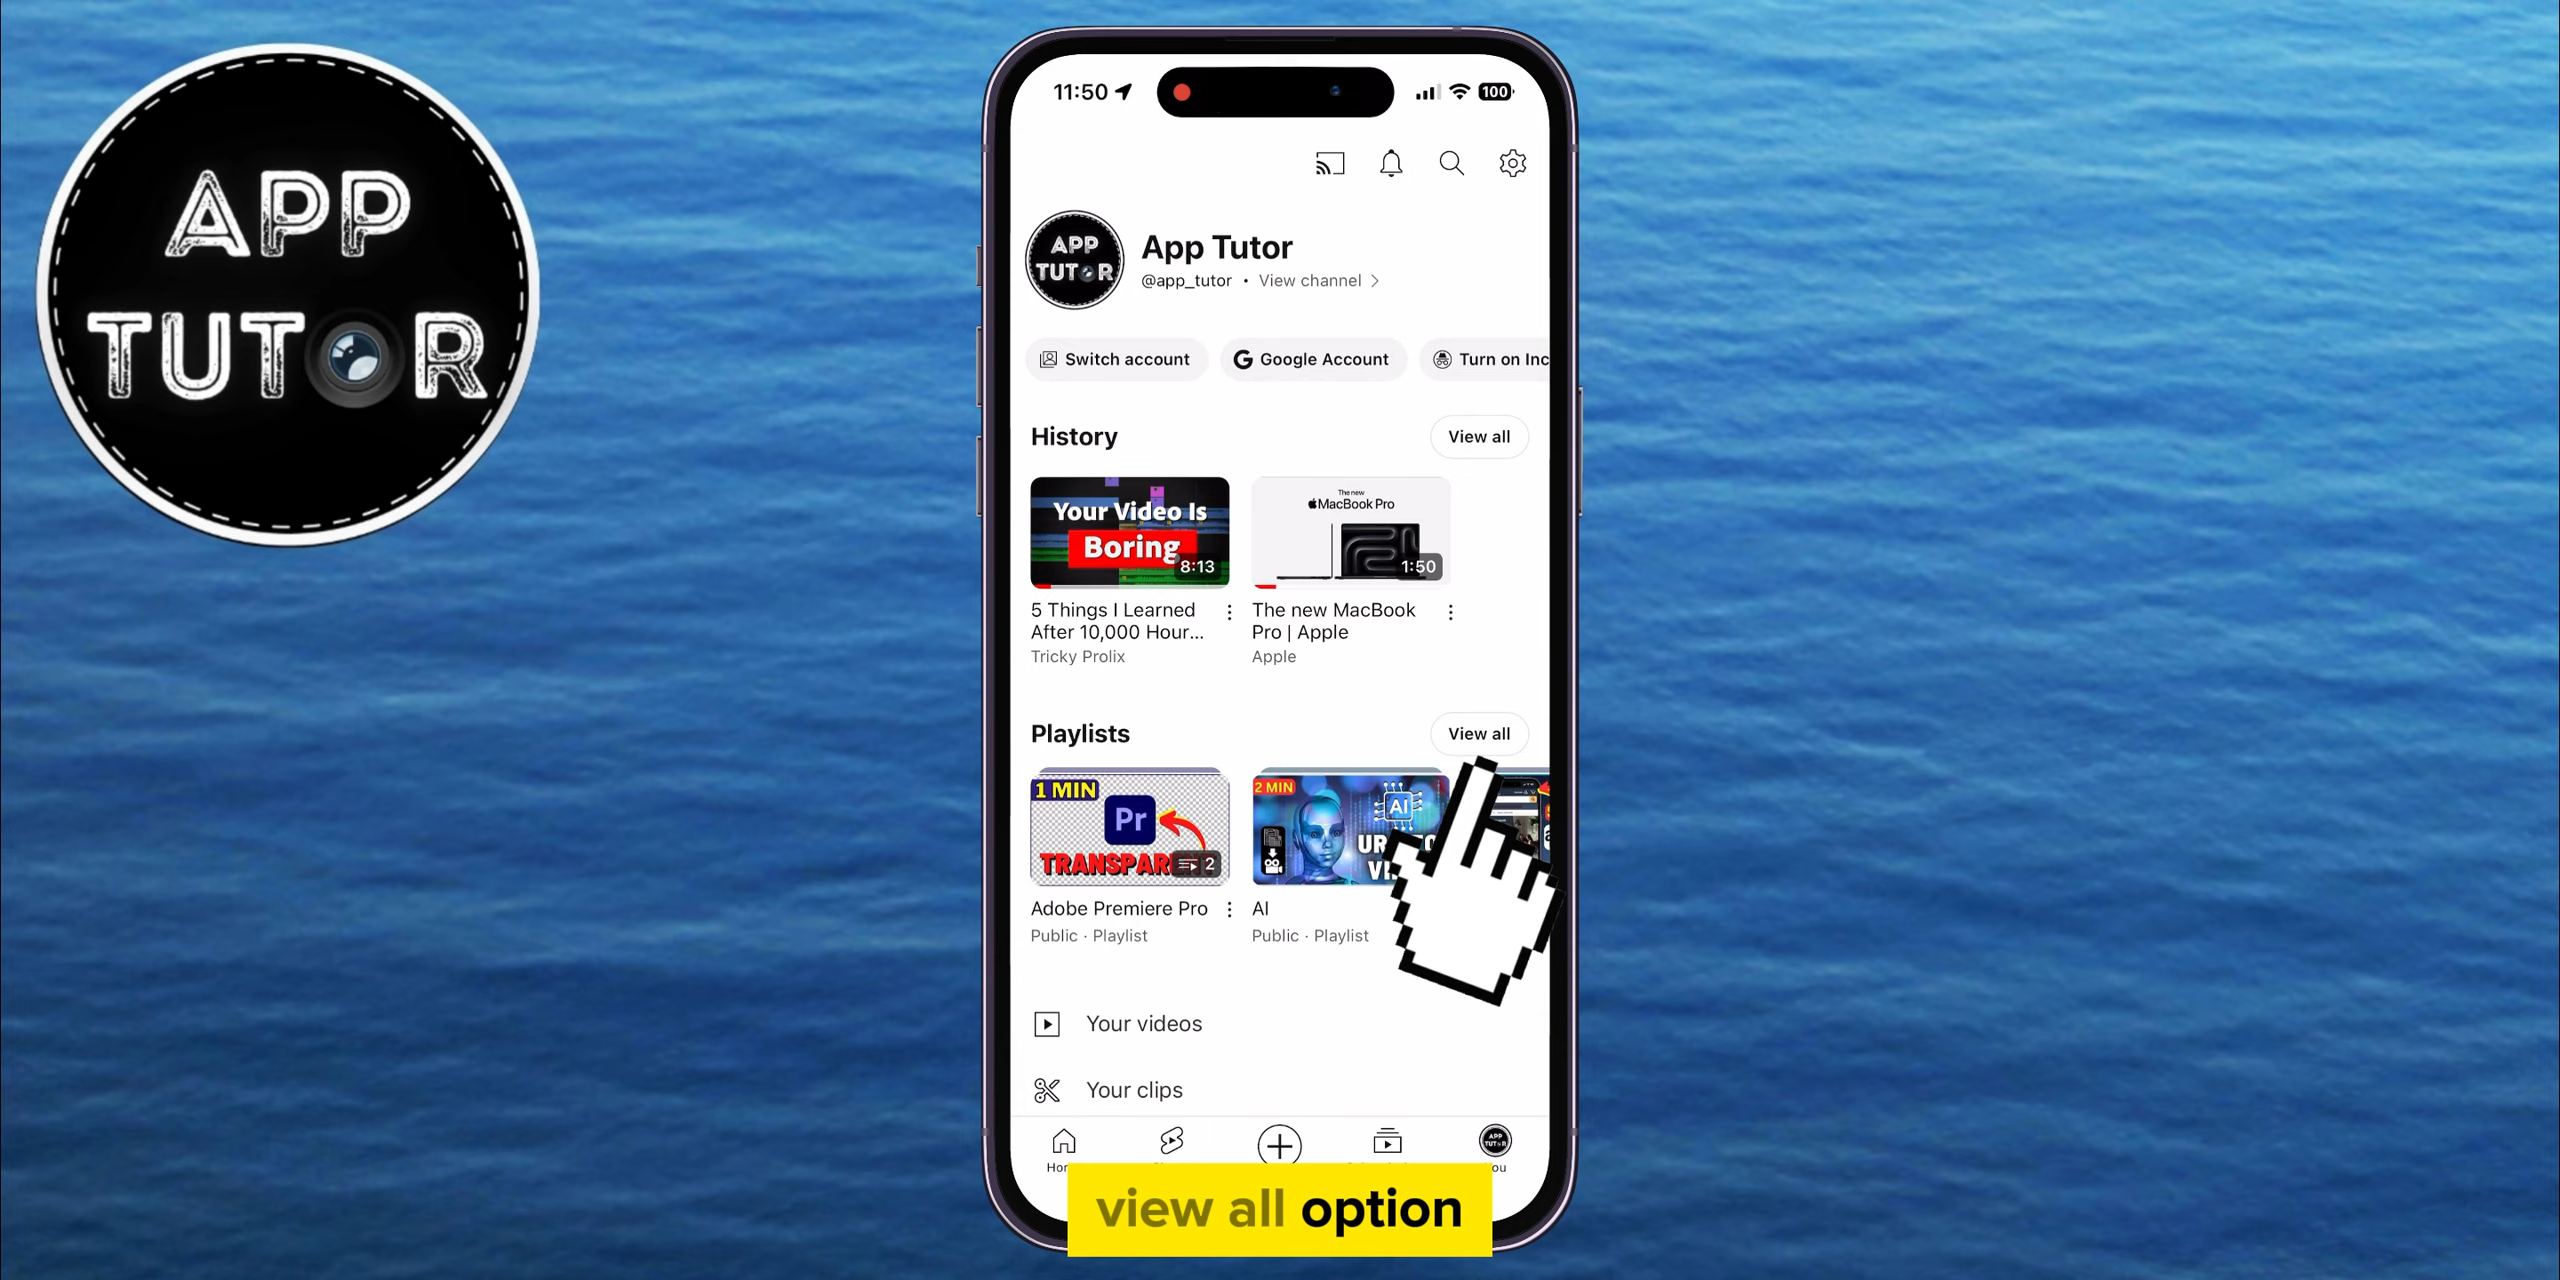 APP
TUTOR
11:50
100
APP
TUTOR
App Tutor
@app_tutor • View channel
Switch account
Google Account
Turn on Inc
History
View all
Your Video Is
Boring
8:13
The new
MacBook Pro
1:50
5 Things I Learned
After 10,000 Hour...
Tricky Prolix
The new MacBook
Pro | Apple
Apple
Playlists
View all
1 MIN
Pr
TRANSPAR
2
2 MIN
AI
Adobe Premiere Pro
Public · Playlist
AI
Public · Playlist
Your videos
Your clips
view all option